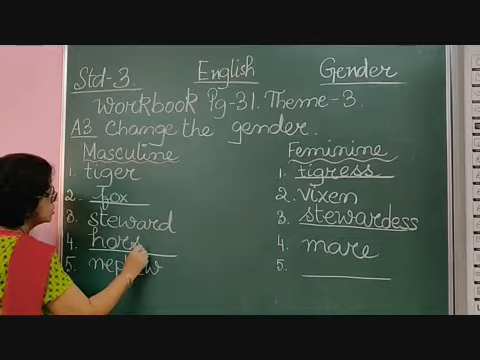 Std-3. English Gender
Workbook Pg-31. Theme-3.
A3 Change the gender.
Masculine Feminine
1. tiger 1. tigress
2. fox 2. vixen
3. steward 3. stewardess
4. hors 4. mare
5. nephew 5.